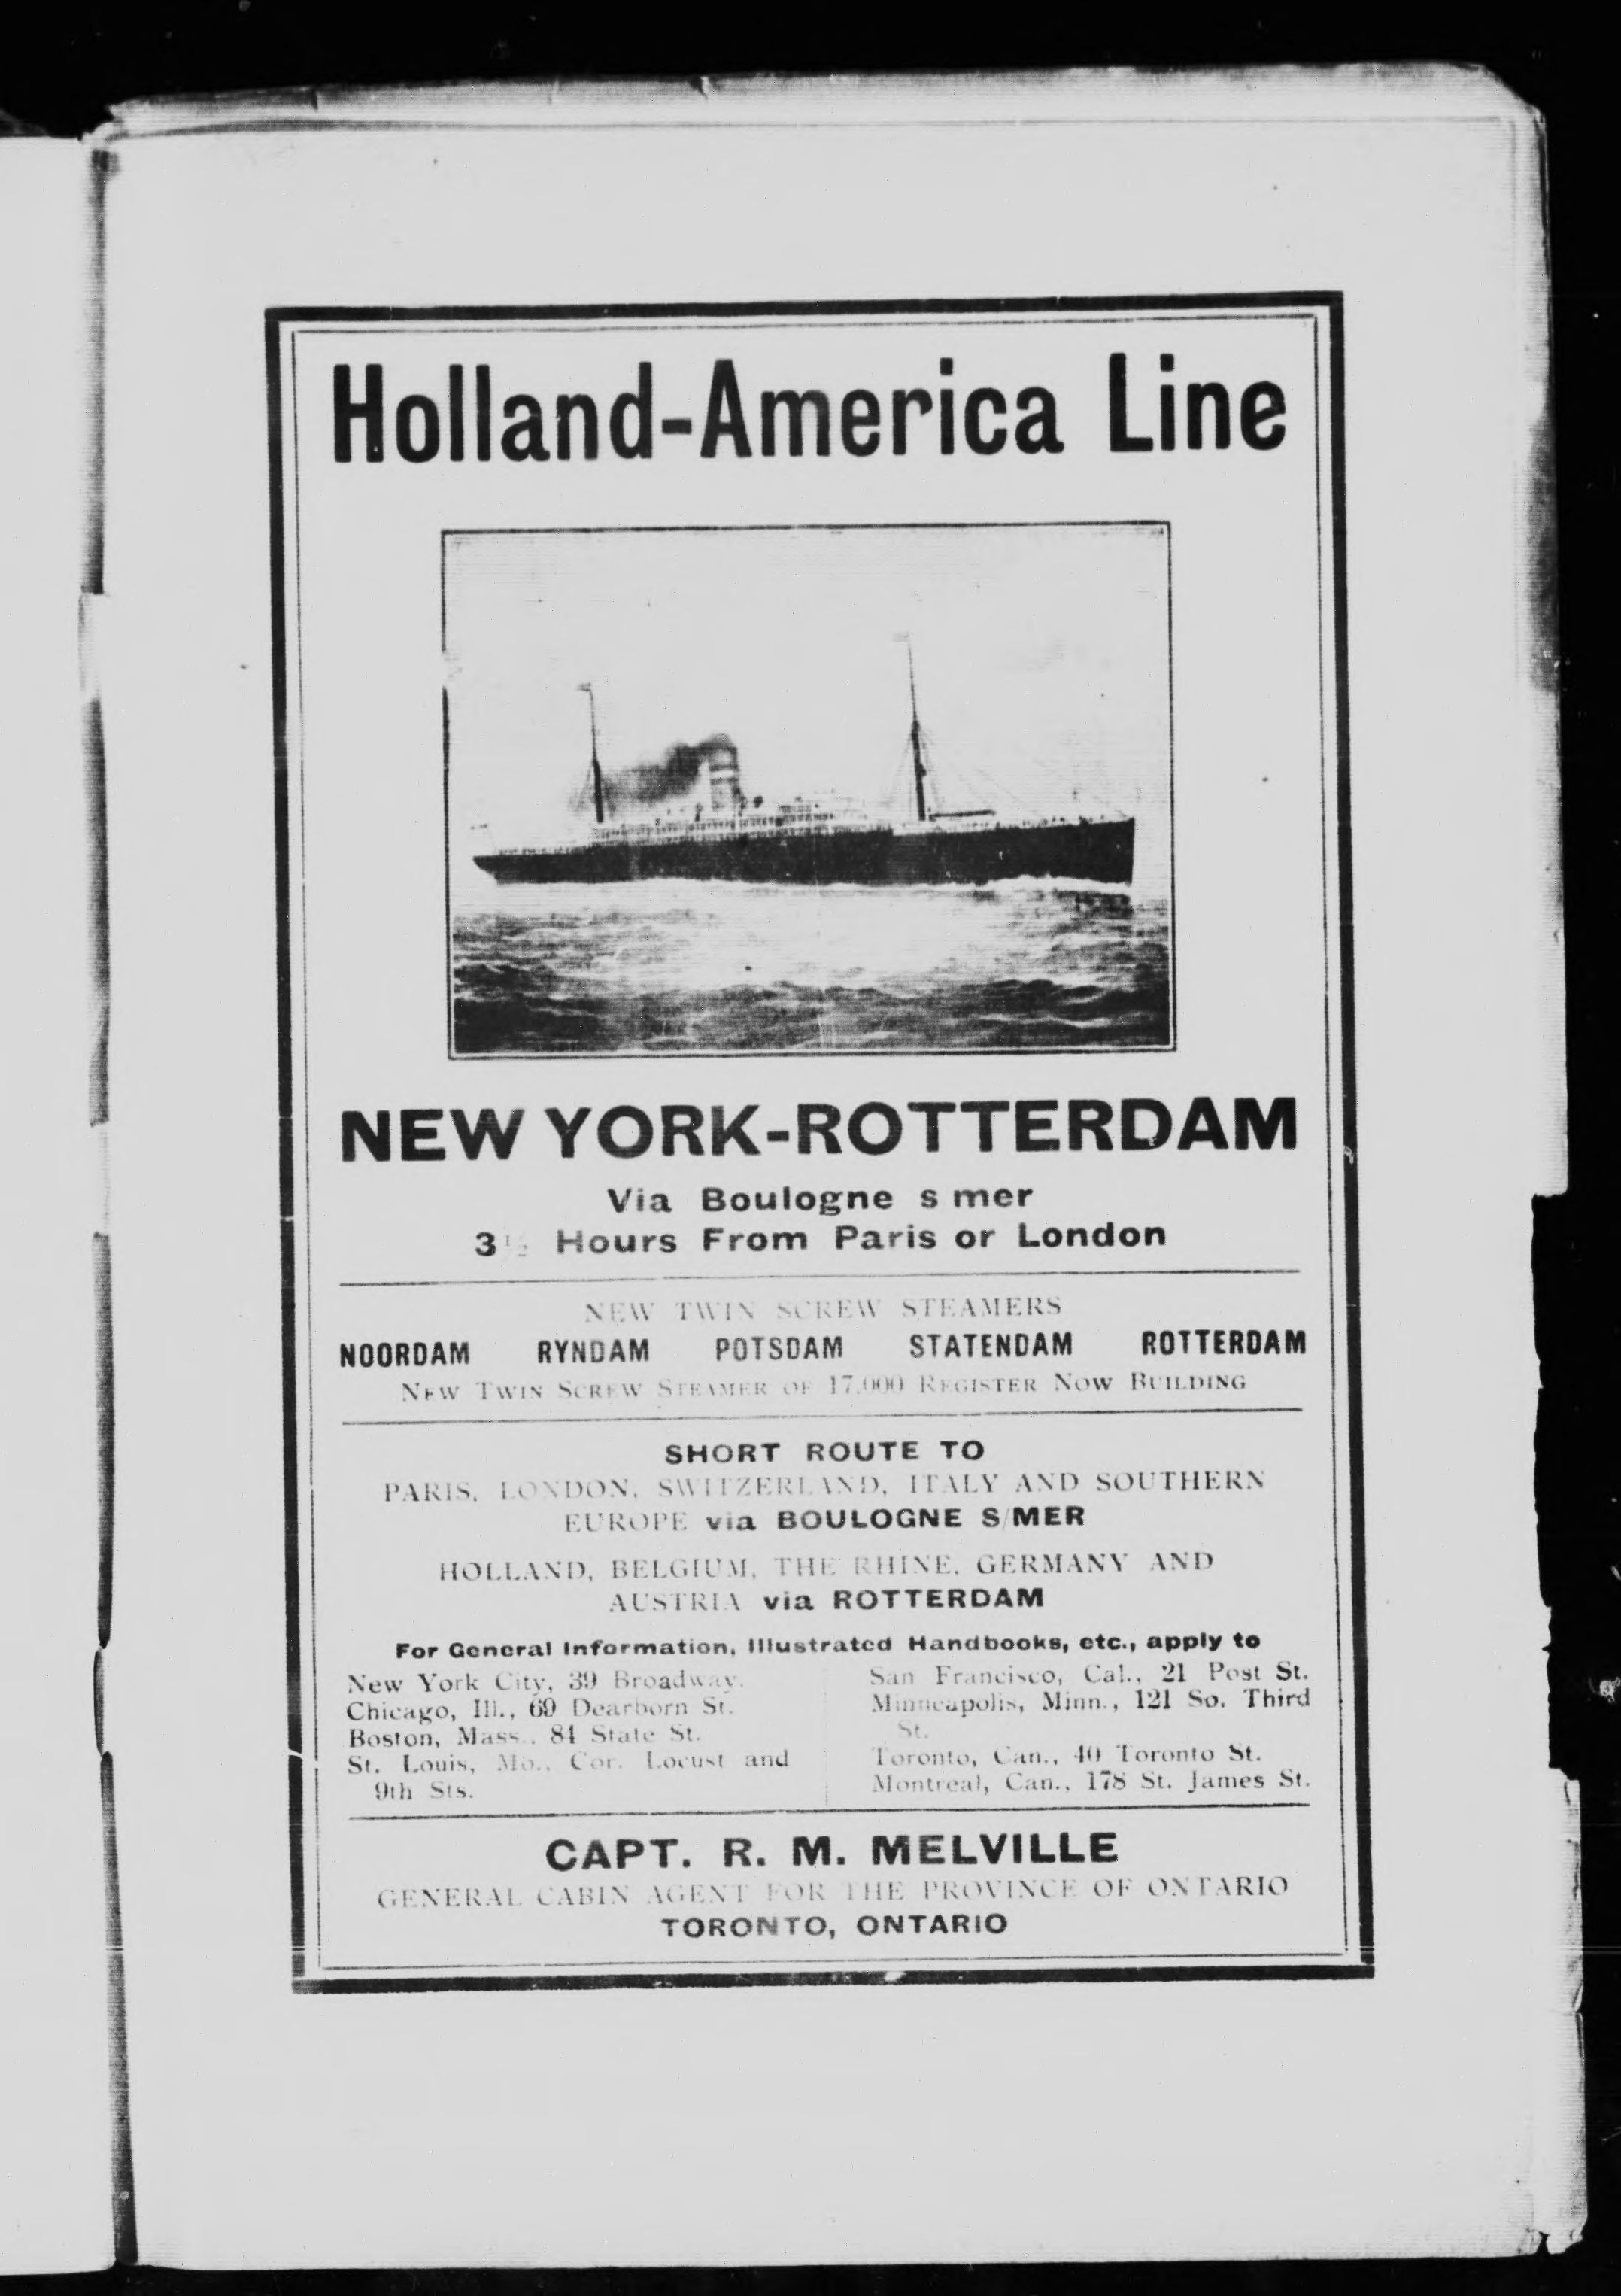 Holland-America Line
NEW YORK-ROTTERDAM
Via Boulogne s mer
3½ Hours From Paris or London
NEW TWIN SCREW STEAMERS
NOORDAM RYNDAM POTSDAM STATENDAM ROTTERDAM
New Twin Screw Steamer of 17,000 Register Now Building
SHORT ROUTE TO
PARIS, LONDON, SWITZERLAND, ITALY AND SOUTHERN
EUROPE via BOULOGNE S/MER
HOLLAND, BELGIUM, THE RHINE, GERMANY AND
AUSTRIA via ROTTERDAM
For General Information, Illustrated Handbooks, etc., apply to
New York City, 39 Broadway.
Chicago, Ill., 69 Dearborn St.
Boston, Mass., 84 State St.
St. Louis, Mo., Cor. Locust and
9th Sts.
San Francisco, Cal., 21 Post St.
Minneapolis, Minn., 121 So. Third
St.
Toronto, Can., 40 Toronto St.
Montreal, Can., 178 St. James St.
CAPT. R. M. MELVILLE
GENERAL CABIN AGENT FOR THE PROVINCE OF ONTARIO
TORONTO, ONTARIO